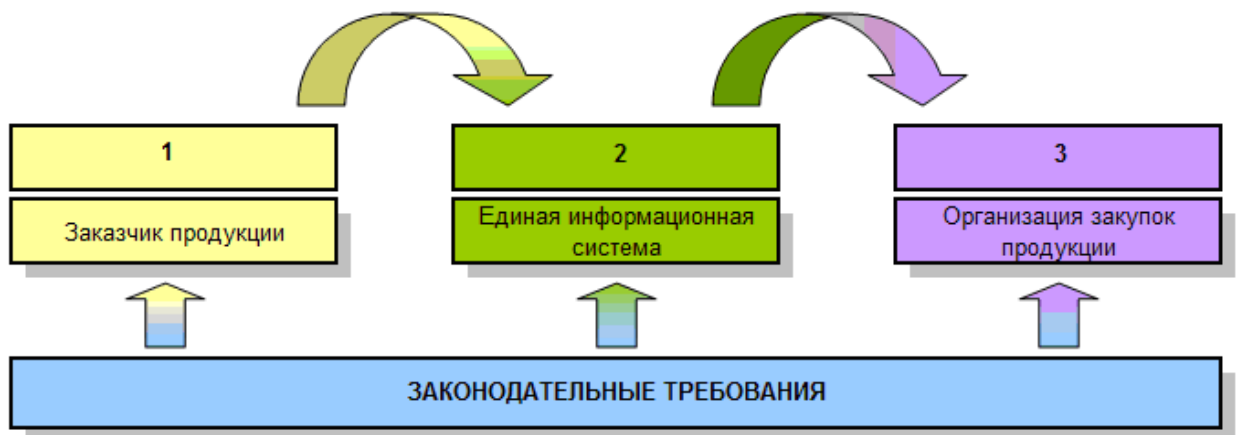 1
2
3
Заказчик продукции
Единая информационная
система
Организация закупок
продукции
ЗАКОНОДАТЕЛЬНЫЕ ТРЕБОВАНИЯ